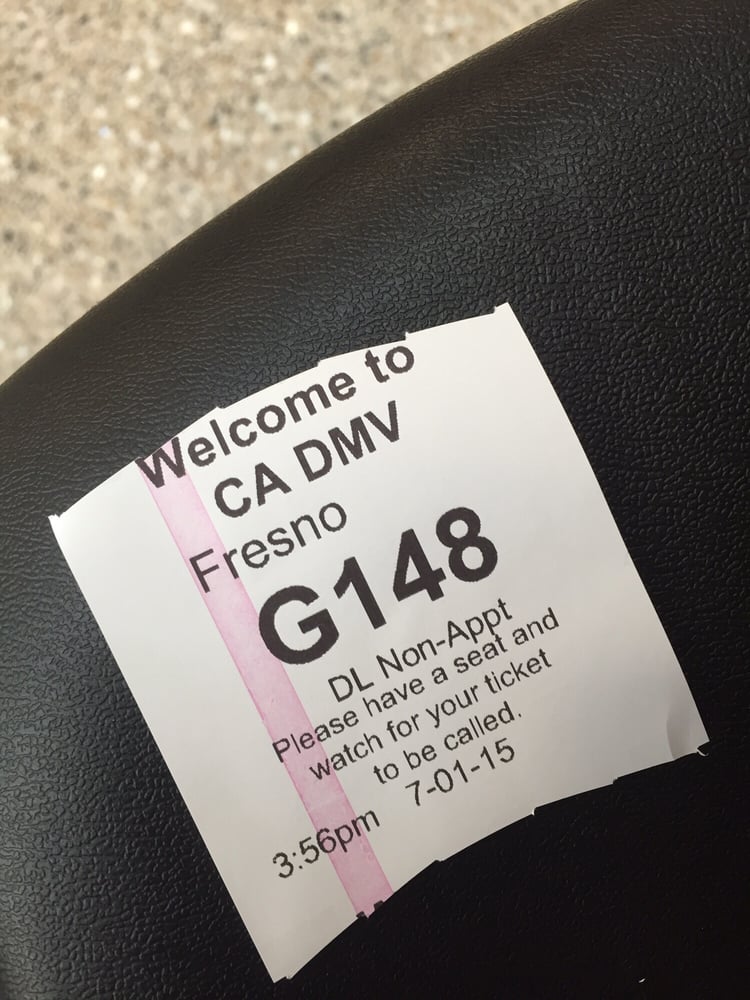 Welcome to
CA DMV
Fresno
G148
DL Non-Appt
Please have a seat and
watch for your ticket
to be called.
3:56pm 7-01-15